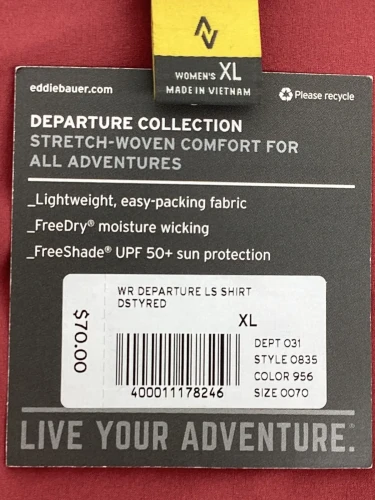 WOMEN'S XL
MADE IN VIETNAM
eddiebauer.com
Please recycle
DEPARTURE COLLECTION
STRETCH-WOVEN COMFORT FOR
ALL ADVENTURES
_Lightweight, easy-packing fabric
_FreeDry® moisture wicking
_FreeShade® UPF 50+ sun protection
WR DEPARTURE LS SHIRT
DSTYRED
XL
$70.00
DEPT 031
STYLE 0835
COLOR 956
SIZE 0070
400011178246
LIVE YOUR ADVENTURE.®